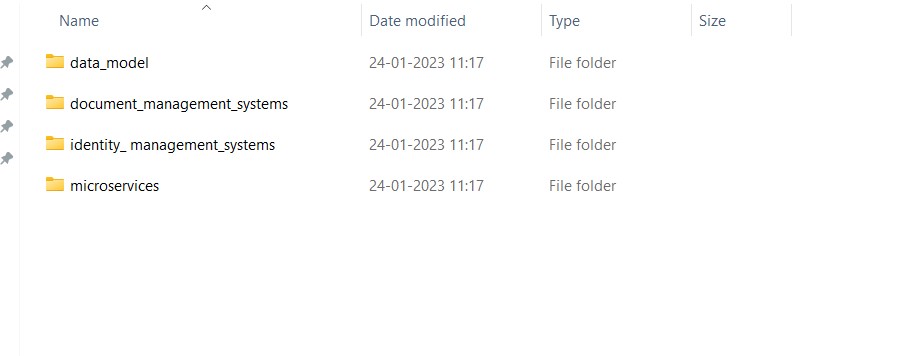 Name Date modified Type Size
data_model 24-01-2023 11:17 File folder
document_management_systems 24-01-2023 11:17 File folder
identity_ management_systems 24-01-2023 11:17 File folder
microservices 24-01-2023 11:17 File folder